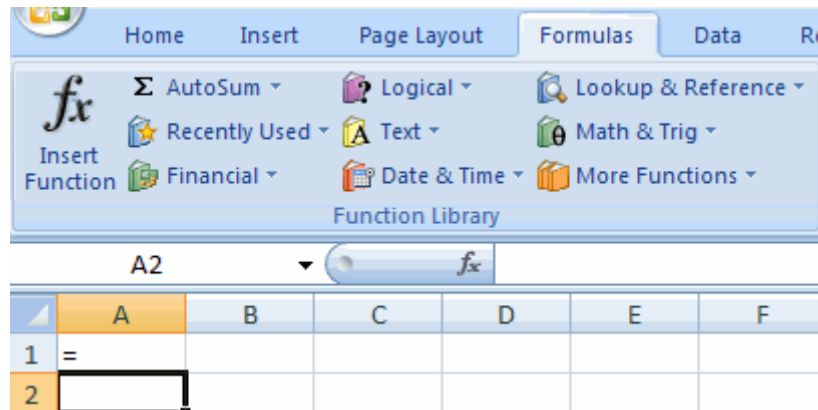 Home Insert Page Layout Formulas Data
fx Σ AutoSum Logical Lookup & Reference
Recently Used A Text θ Math & Trig
Insert
Function Financial Date & Time More Functions
Function Library
A2 fx
A B C D E F
1 =
2